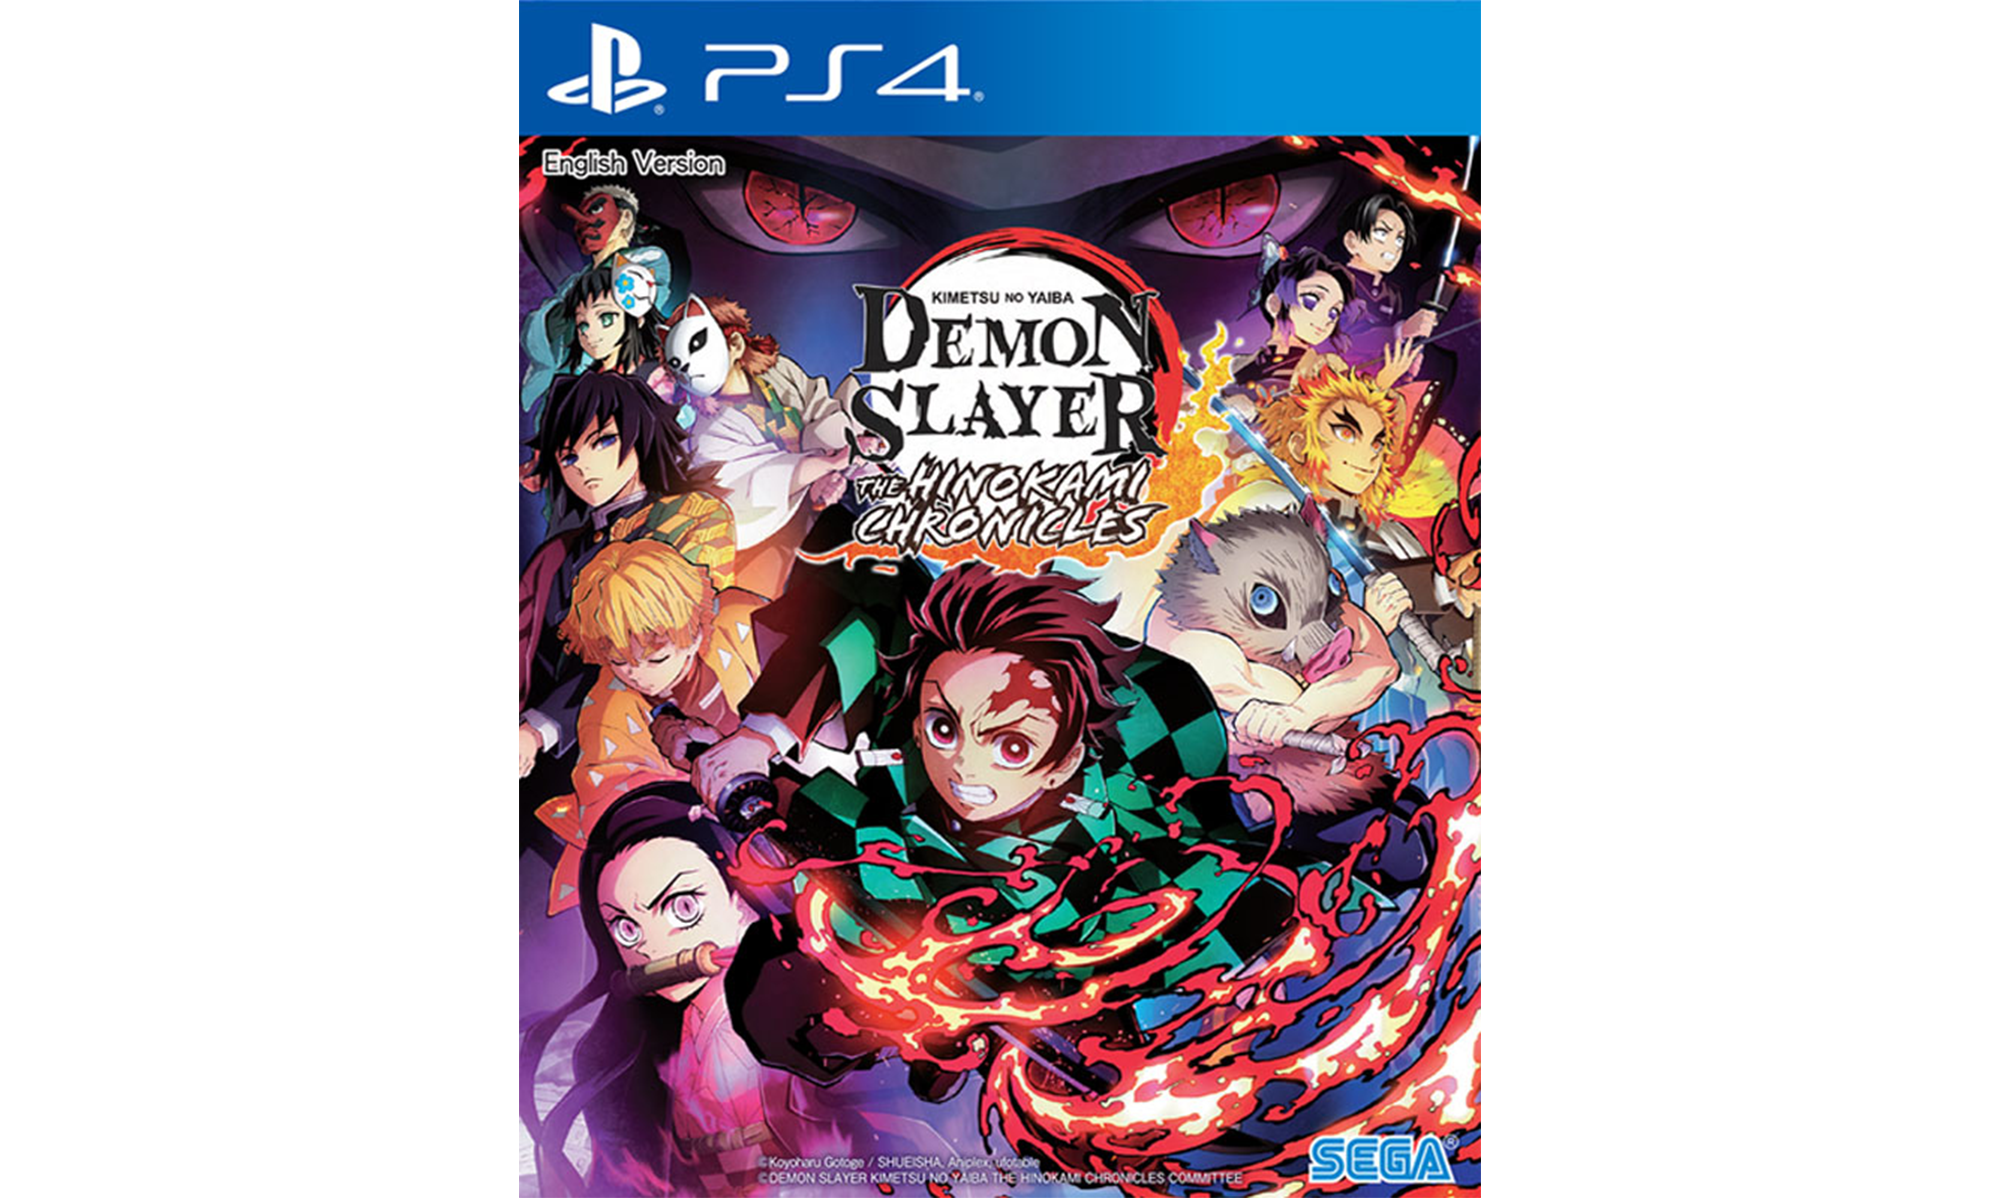 PS4
English Version
KIMETSU NO YAIBA
DEMON
SLAYER
THE HINOKAMI
CHRONICLES
©Koyoharu Gotoge / SHUEISHA, Aniplex, ufotable
©DEMON SLAYER KIMETSU NO YAIBA THE HINOKAMI CHRONICLES COMMITTEE
SEGA®